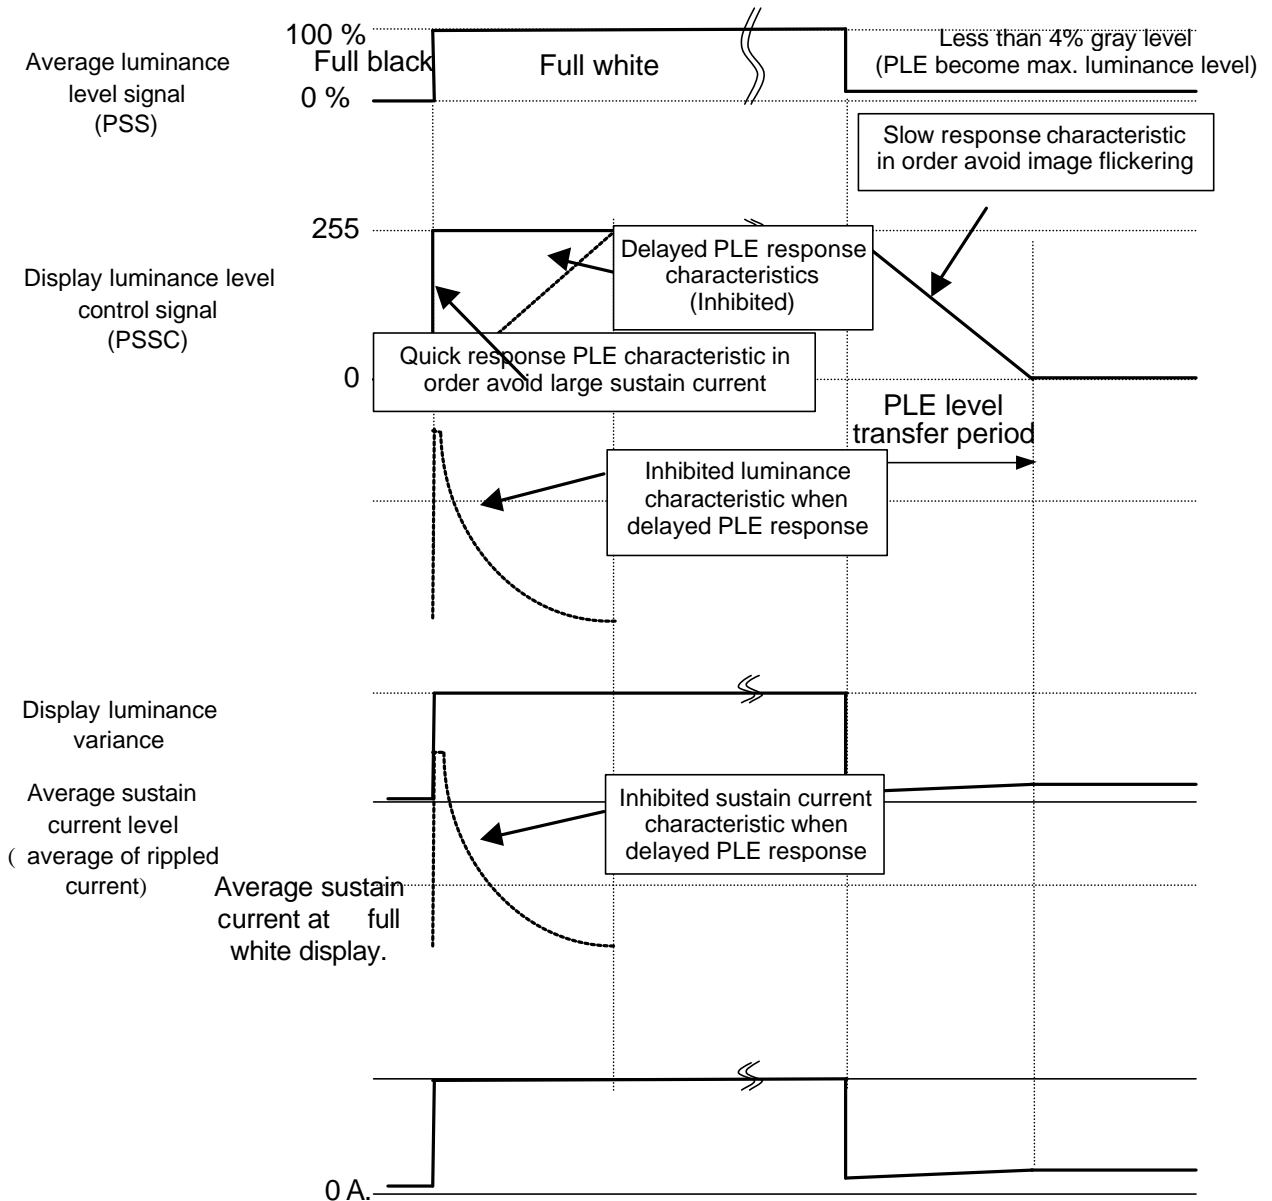 100 %
Full black
Full white
Less than 4% gray level
(PLE become max. luminance level)
Average luminance
level signal
(PSS)
0 %
Slow response characteristic
in order avoid image flickering
255
Delayed PLE response
characteristics
(Inhibited)
Display luminance level
control signal
(PSSC)
Quick response PLE characteristic in
order avoid large sustain current
0
PLE level
transfer period
Inhibited luminance
characteristic when
delayed PLE response
Display luminance
variance
Average sustain
current level
( average of rippled
current)
Inhibited sustain current
characteristic when
delayed PLE response
Average sustain
current at full
white display.
0 A.